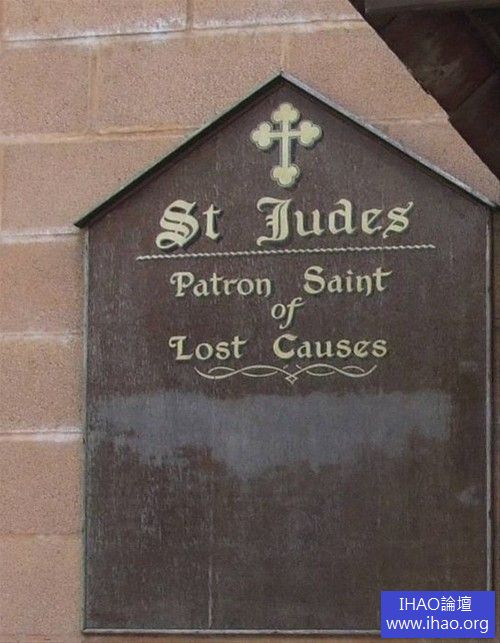 St Judes
Patron Saint
of
Lost Causes
IHAO論壇
www.ihao.org